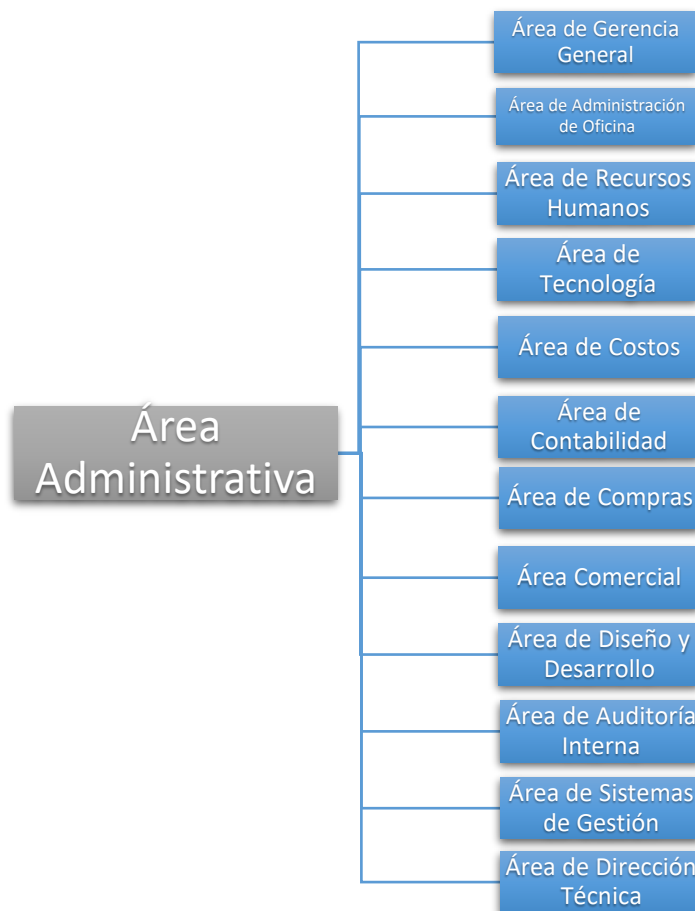 Área
Administrativa
Área de Gerencia
General
Área de Administración
de Oficina
Área de Recursos
Humanos
Área de
Tecnología
Área de Costos
Área de
Contabilidad
Área de Compras
Área Comercial
Área de Diseño y
Desarrollo
Área de Auditoría
Interna
Área de Sistemas
de Gestión
Área de Dirección
Técnica